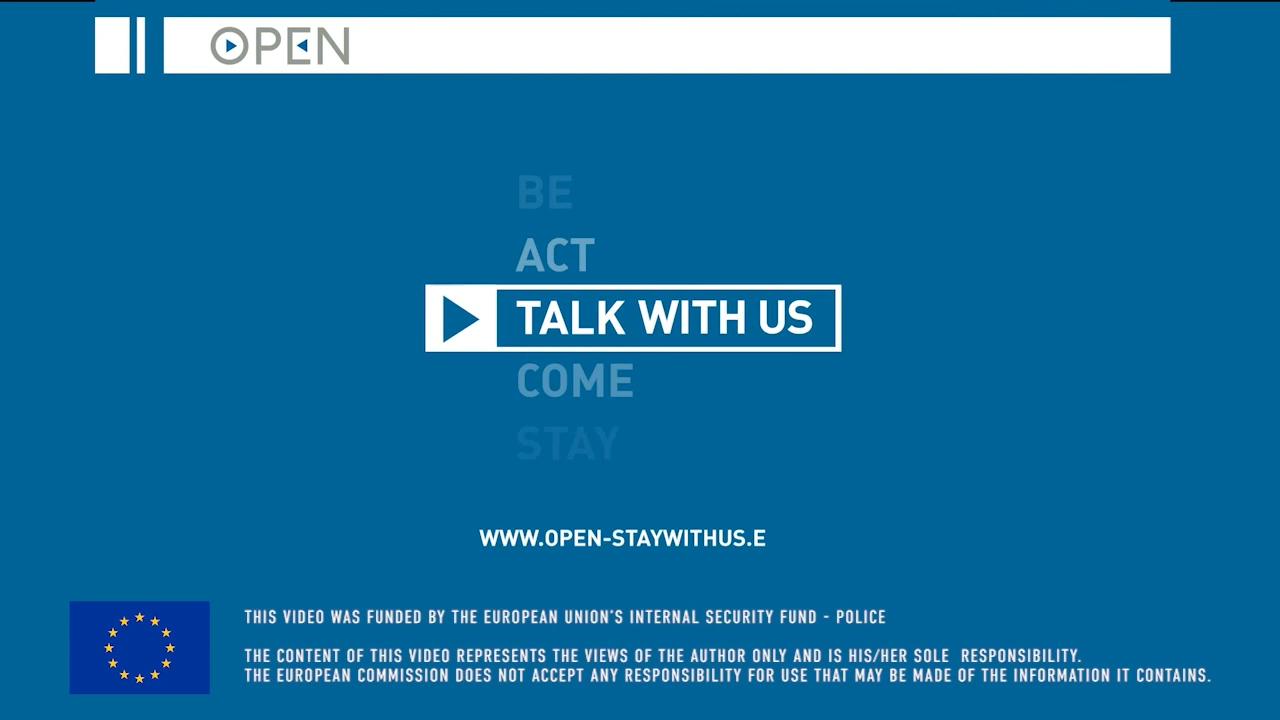 OPEN
BE
ACT
TALK WITH US
COME
STAY
WWW.OPEN-STAYWITHUS.E
THIS VIDEO WAS FUNDED BY THE EUROPEAN UNION'S INTERNAL SECURITY FUND - POLICE
THE CONTENT OF THIS VIDEO REPRESENTS THE VIEWS OF THE AUTHOR ONLY AND IS HIS/HER SOLE RESPONSIBILITY.
THE EUROPEAN COMMISSION DOES NOT ACCEPT ANY RESPONSIBILITY FOR USE THAT MAY BE MADE OF THE INFORMATION IT CONTAINS.